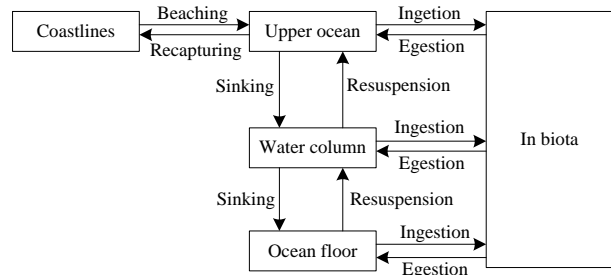 Beaching
Ingetion
Coastlines
Upper ocean
Recapturing
Egestion
Sinking
Resuspension
Ingestion
Water column
In biota
Egestion
Sinking
Resuspension
Ingestion
Ocean floor
Egestion